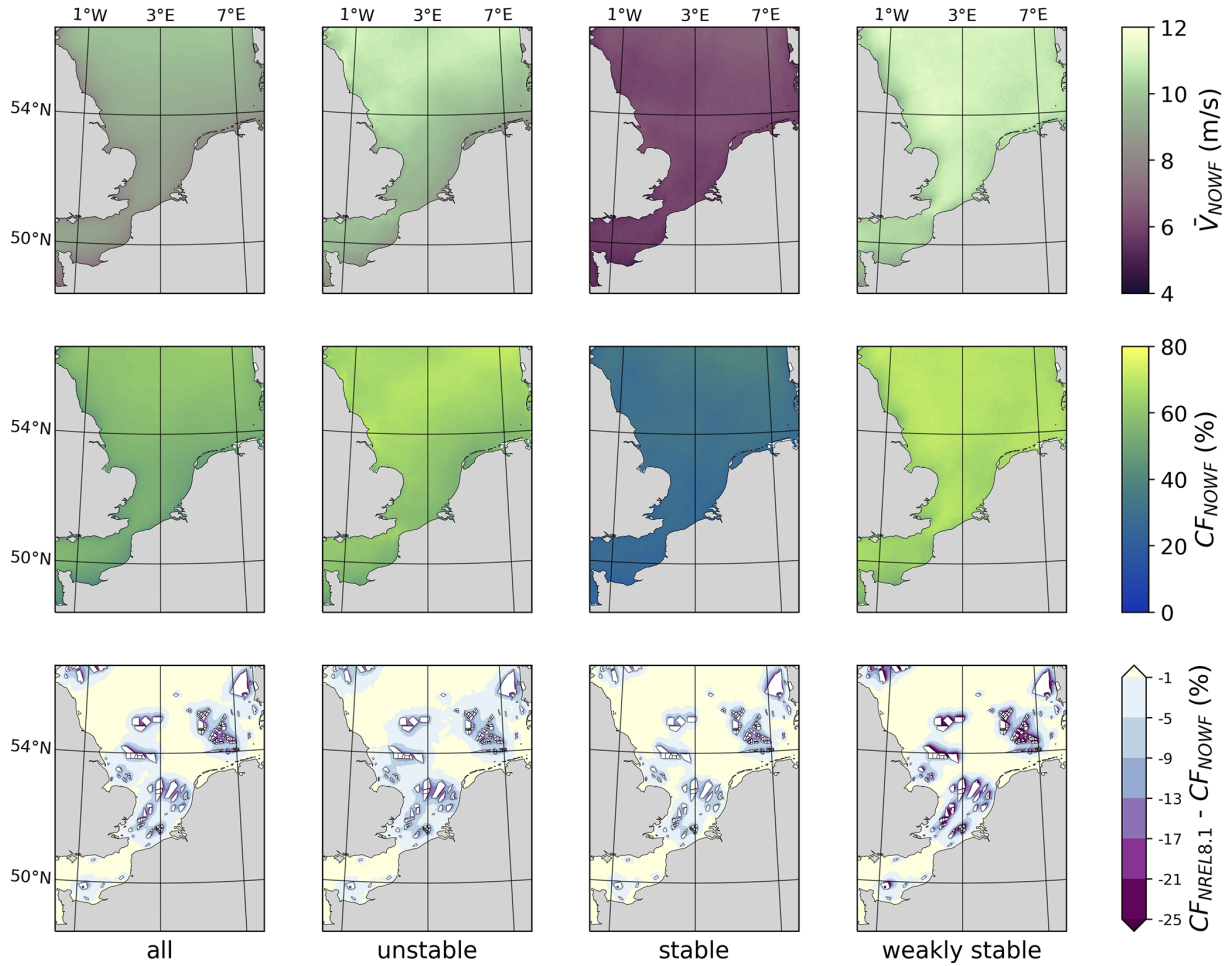 1°W 3°E 7°E 1°W 3°E 7°E 1°W 3°E 7°E 1°W 3°E 7°E
54°N
50°N
12
10
8
6
4
V̄NOWF (m/s)
54°N
50°N
80
60
40
20
0
CFNOWF (%)
54°N
50°N
-1
-5
-9
-13
-17
-21
-25
CFNREL8.1 - CFNOWF (%)
all unstable stable weakly stable